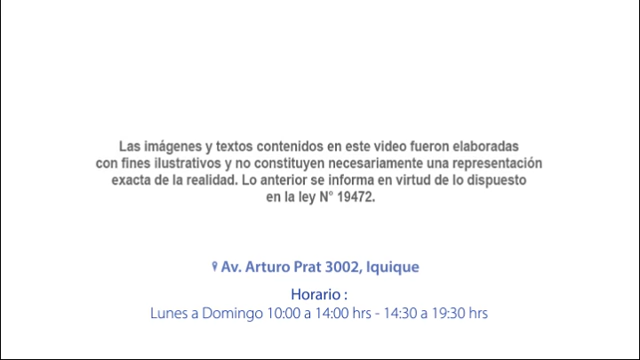 Las imágenes y textos contenidos en este video fueron elaboradas
con fines ilustrativos y no constituyen necesariamente una representación
exacta de la realidad. Lo anterior se informa en virtud de lo dispuesto
en la ley N° 19472.
Av. Arturo Prat 3002, Iquique
Horario :
Lunes a Domingo 10:00 a 14:00 hrs - 14:30 a 19:30 hrs